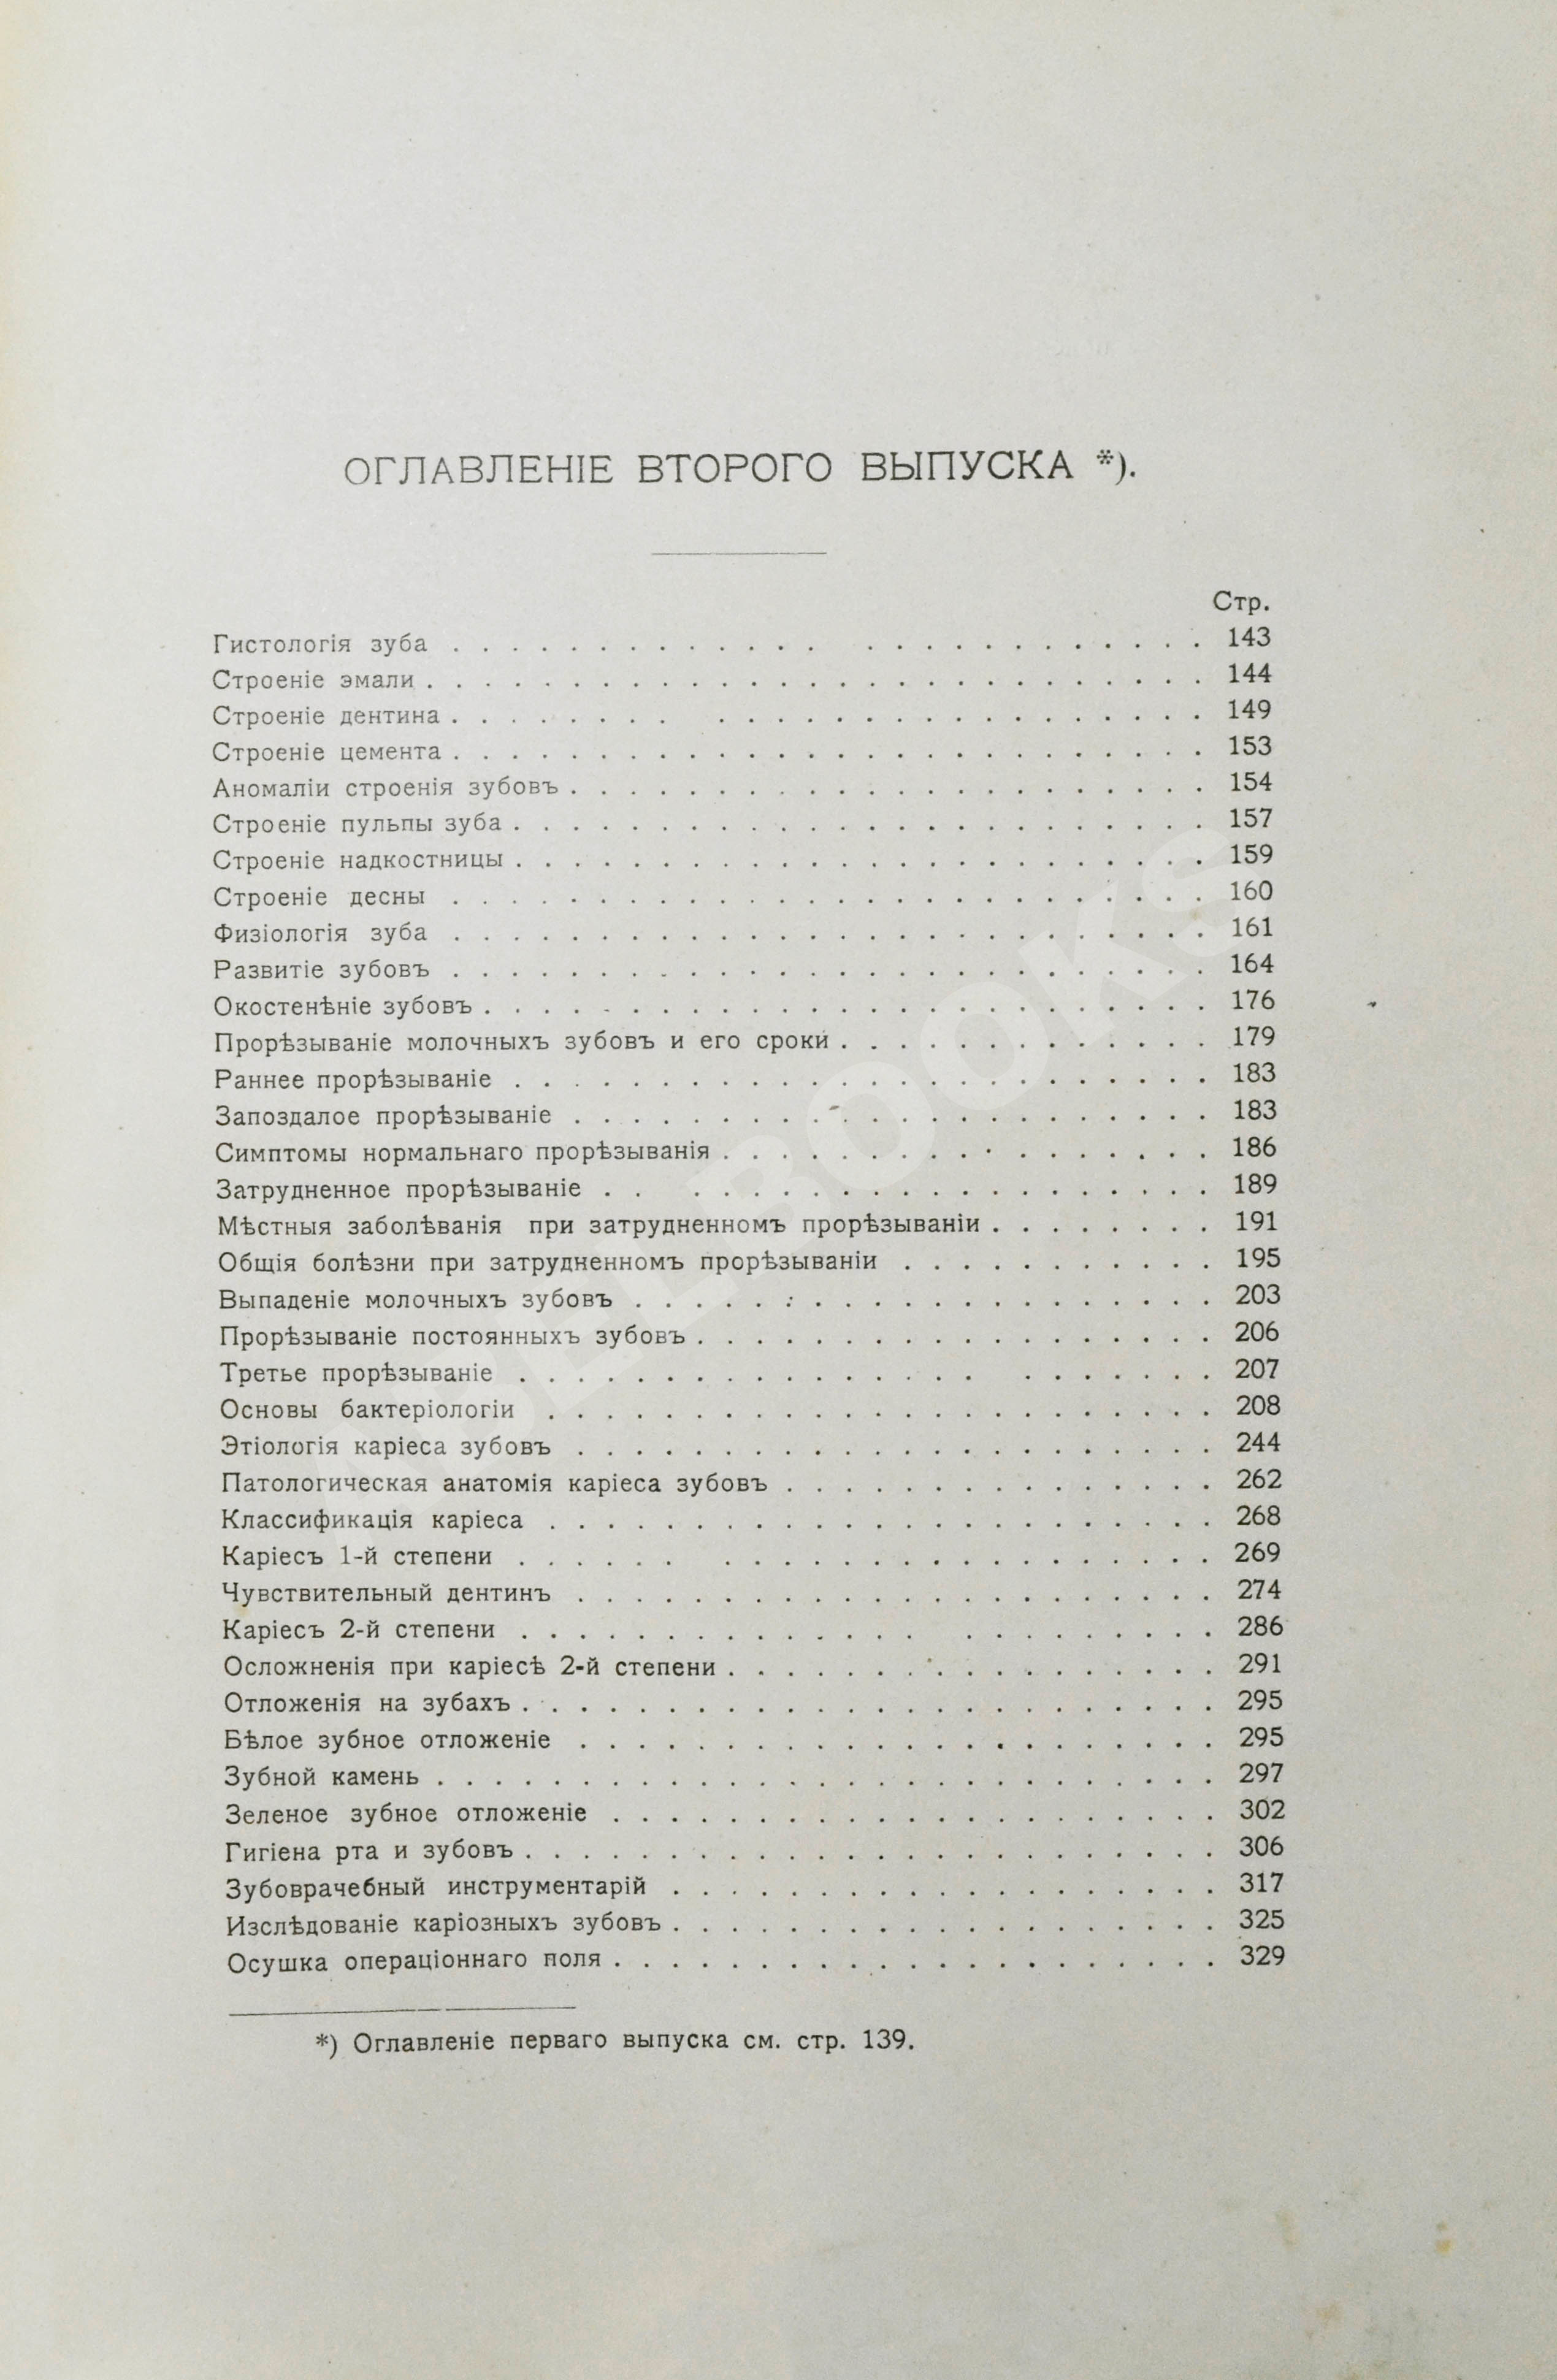 ОГЛАВЛЕНІЕ ВТОРОГО ВЫПУСКА *).
Стр.
Гистологія зуба . . . . . . . . . . . . . . . . . . . . . . . . . 143
Строеніе эмали . . . . . . . . . . . . . . . . . . . . . . . . . 144
Строеніе дентина . . . . . . . . . . . . . . . . . . . . . . . . . 149
Строеніе цемента . . . . . . . . . . . . . . . . . . . . . . . . . 153
Аномаліи строенія зубовъ . . . . . . . . . . . . . . . . . . . . . . 154
Строеніе пульпы зуба . . . . . . . . . . . . . . . . . . . . . . . . 157
Строеніе надкостницы . . . . . . . . . . . . . . . . . . . . . . . . 159
Строеніе десны . . . . . . . . . . . . . . . . . . . . . . . . . . 160
Физіологія зуба . . . . . . . . . . . . . . . . . . . . . . . . . . 161
Развитіе зубовъ . . . . . . . . . . . . . . . . . . . . . . . . . . 164
Окостенѣніе зубовъ . . . . . . . . . . . . . . . . . . . . . . . . . 176
Прорѣзываніе молочныхъ зубовъ и его сроки . . . . . . . . . . . . . 179
Раннее прорѣзываніе . . . . . . . . . . . . . . . . . . . . . . . . 183
Запоздалое прорѣзываніе . . . . . . . . . . . . . . . . . . . . . . 183
Симптомы нормальнаго прорѣзыванія . . . . . . . . . . . . . . . . . 186
Затрудненное прорѣзываніе . . . . . . . . . . . . . . . . . . . . 189
Мѣстныя заболѣванія при затрудненномъ прорѣзываніи . . . . . . . . 191
Общія болѣзни при затрудненномъ прорѣзываніи . . . . . . . . . . . 195
Выпаденіе молочныхъ зубовъ . . . . . . . . . . . . . . . . . . . . 203
Прорѣзываніе постоянныхъ зубовъ . . . . . . . . . . . . . . . . . . 206
Третье прорѣзываніе . . . . . . . . . . . . . . . . . . . . . . . 207
Основы бактеріологіи . . . . . . . . . . . . . . . . . . . . . . . 208
Этіологія каріеса зубовъ . . . . . . . . . . . . . . . . . . . . . . 244
Патологическая анатомія каріеса зубовъ . . . . . . . . . . . . . . . 262
Классификація каріеса . . . . . . . . . . . . . . . . . . . . . . . 268
Каріесъ 1-й степени . . . . . . . . . . . . . . . . . . . . . . . 269
Чувствительный дентинъ . . . . . . . . . . . . . . . . . . . . . . 274
Каріесъ 2-й степени . . . . . . . . . . . . . . . . . . . . . . . 286
Осложненія при каріесѣ 2-й степени . . . . . . . . . . . . . . . . . 291
Отложенія на зубахъ . . . . . . . . . . . . . . . . . . . . . . . . 295
Бѣлое зубное отложеніе . . . . . . . . . . . . . . . . . . . . . . 295
Зубной камень . . . . . . . . . . . . . . . . . . . . . . . . . . . 297
Зеленое зубное отложеніе . . . . . . . . . . . . . . . . . . . . . 302
Гигіена рта и зубовъ . . . . . . . . . . . . . . . . . . . . . . . . 306
Зубоврачебный инструментарій . . . . . . . . . . . . . . . . . . . 317
Изслѣдованіе каріозныхъ зубовъ . . . . . . . . . . . . . . . . . . . 325
Осушка операціоннаго поля . . . . . . . . . . . . . . . . . . . . . 329
*) Оглавленіе перваго выпуска см. стр. 139.